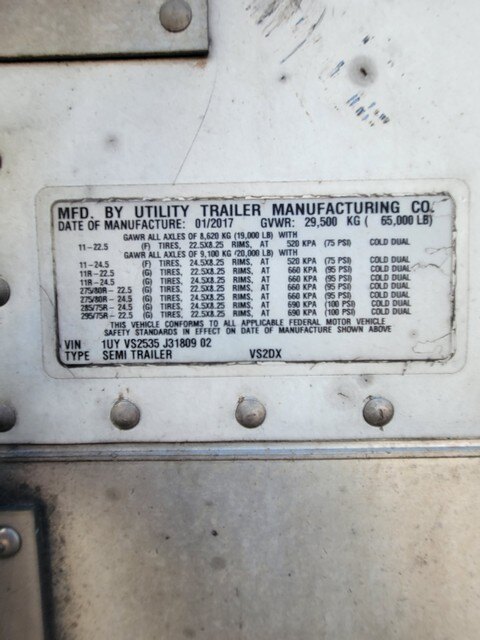 MFD. BY UTILITY TRAILER MANUFACTURING CO.
DATE OF MANUFACTURE: 01/2017 GVWR: 29,500 KG ( 65,000 LB)
GAWR ALL AXLES OF 8,620 KG (19,000 LB) WITH
11-22.5 (F) TIRES, 22.5X8.25 RIMS, AT 520 KPA (75 PSI) COLD DUAL
GAWR ALL AXLES OF 9,100 KG (20,000 LB) WITH
11-24.5 (F) TIRES, 24.5X8.25 RIMS, AT 520 KPA (75 PSI) COLD DUAL
11R-22.5 (G) TIRES, 22.5X8.25 RIMS, AT 660 KPA (95 PSI) COLD DUAL
11R-24.5 (G) TIRES, 24.5X8.25 RIMS, AT 660 KPA (95 PSI) COLD DUAL
275/80R-22.5 (G) TIRES, 22.5X8.25 RIMS, AT 660 KPA (95 PSI) COLD DUAL
275/80R-24.5 (G) TIRES, 24.5X8.25 RIMS, AT 660 KPA (95 PSI) COLD DUAL
285/75R-24.5 (G) TIRES, 24.5X8.25 RIMS, AT 690 KPA (100 PSI) COLD DUAL
295/75R-22.5 (G) TIRES, 22.5X8.25 RIMS, AT 690 KPA (100 PSI) COLD DUAL
THIS VEHICLE CONFORMS TO ALL APPLICABLE FEDERAL MOTOR VEHICLE
SAFETY STANDARDS IN EFFECT ON DATE OF MANUFACTURE SHOWN ABOVE
VIN 1UY VS2535 J31809 02
TYPE SEMI TRAILER VS2DX